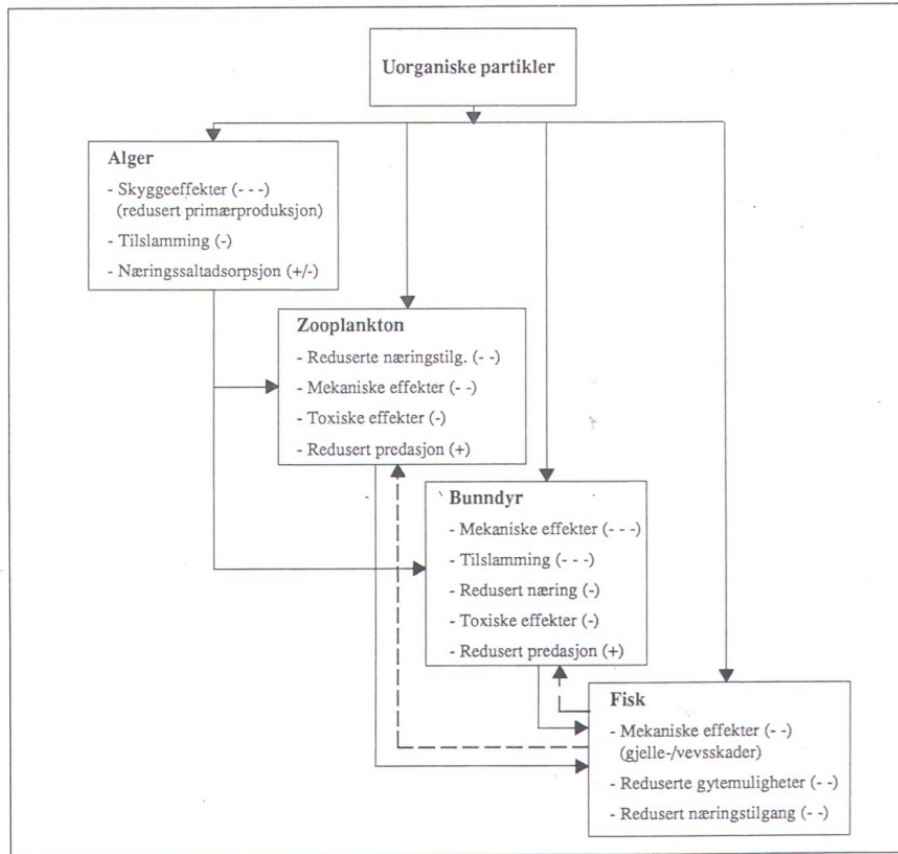 Uorganiske partikler
Alger
- Skyggeeffekter (- - -)
(redusert primærproduksjon)
- Tilslamming (-)
- Næringssaltadsorpsjon (+/-)
Zooplankton
- Reduserte næringstilg. (- -)
- Mekaniske effekter (- -)
- Toxiske effekter (-)
- Redusert predasjon (+)
Bunndyr
- Mekaniske effekter (- - -)
- Tilslamming (- - -)
- Redusert næring (-)
- Toxiske effekter (-)
- Redusert predasjon (+)
Fisk
- Mekaniske effekter (- -)
(gjelle-/vevsskader)
- Reduserte gytemuligheter (- -)
- Redusert næringstilgang (- -)